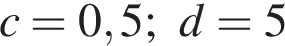 c = 0,5; d = 5